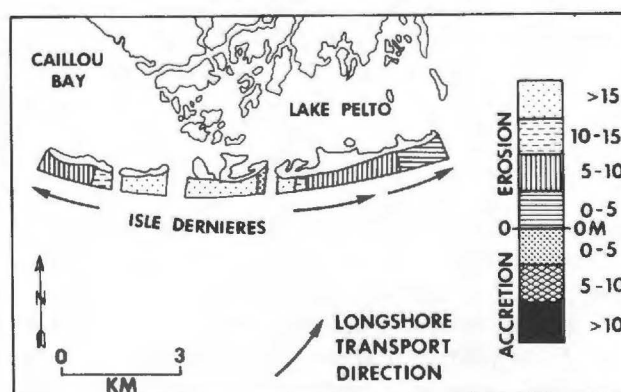 CAILLOU
BAY
LAKE PELTO
ISLE DERNIERES
N
0 3
KM
LONGSHORE
TRANSPORT
DIRECTION
EROSION
ACCRETION
>15
10-15
5-10
0-5
0 0 M
0-5
5-10
>10